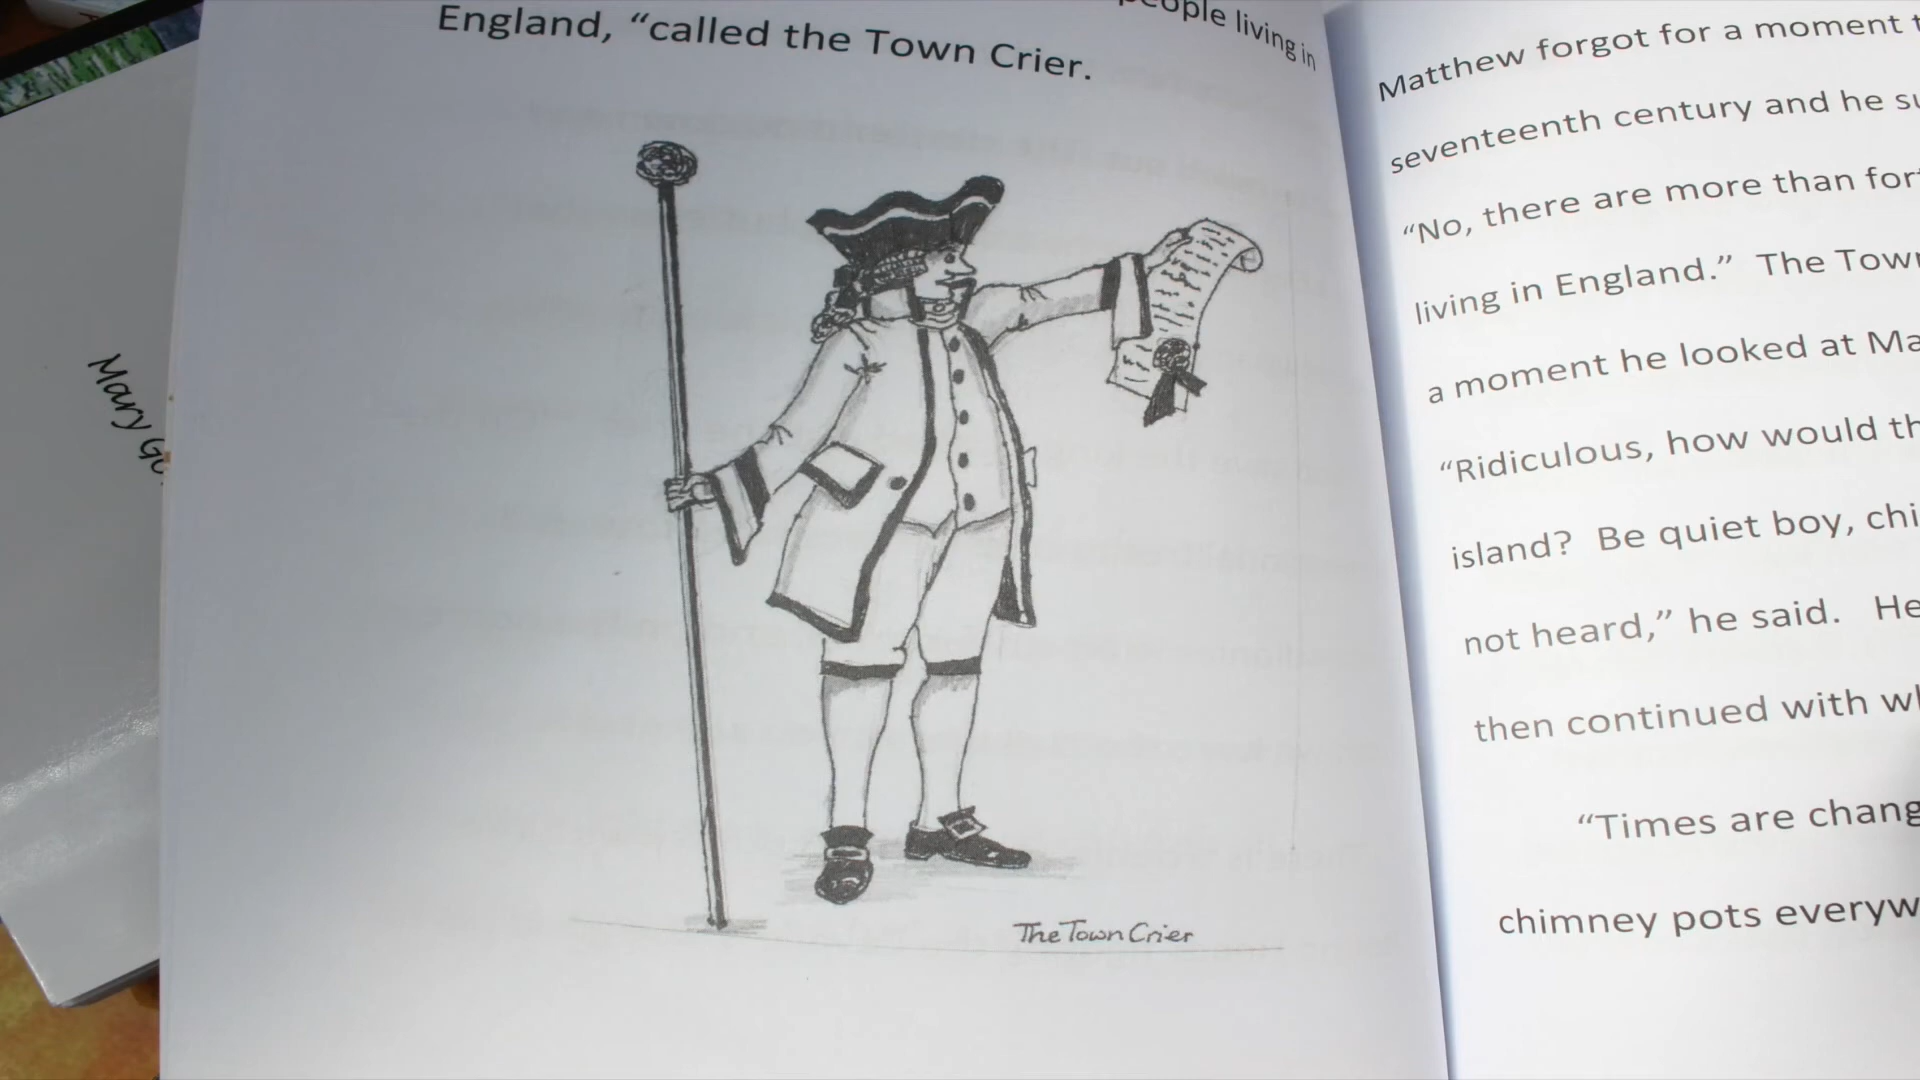 people living in
England, “called the Town Crier.
The Town Crier
Matthew forgot for a moment
seventeenth century and he
“No, there are more than
living in England.” The
a moment he looked at
“Ridiculous, how would
island? Be quiet boy,
not heard,” he said. He
then continued with
“Times are
chimney pots
Mary